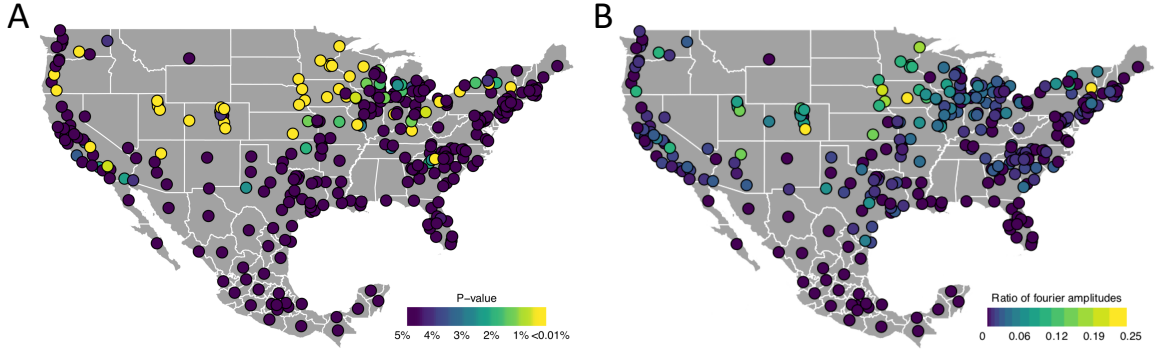 A
B
P-value
5% 4% 3% 2% 1% <0.01%
Ratio of fourier amplitudes
0 0.06 0.12 0.19 0.25